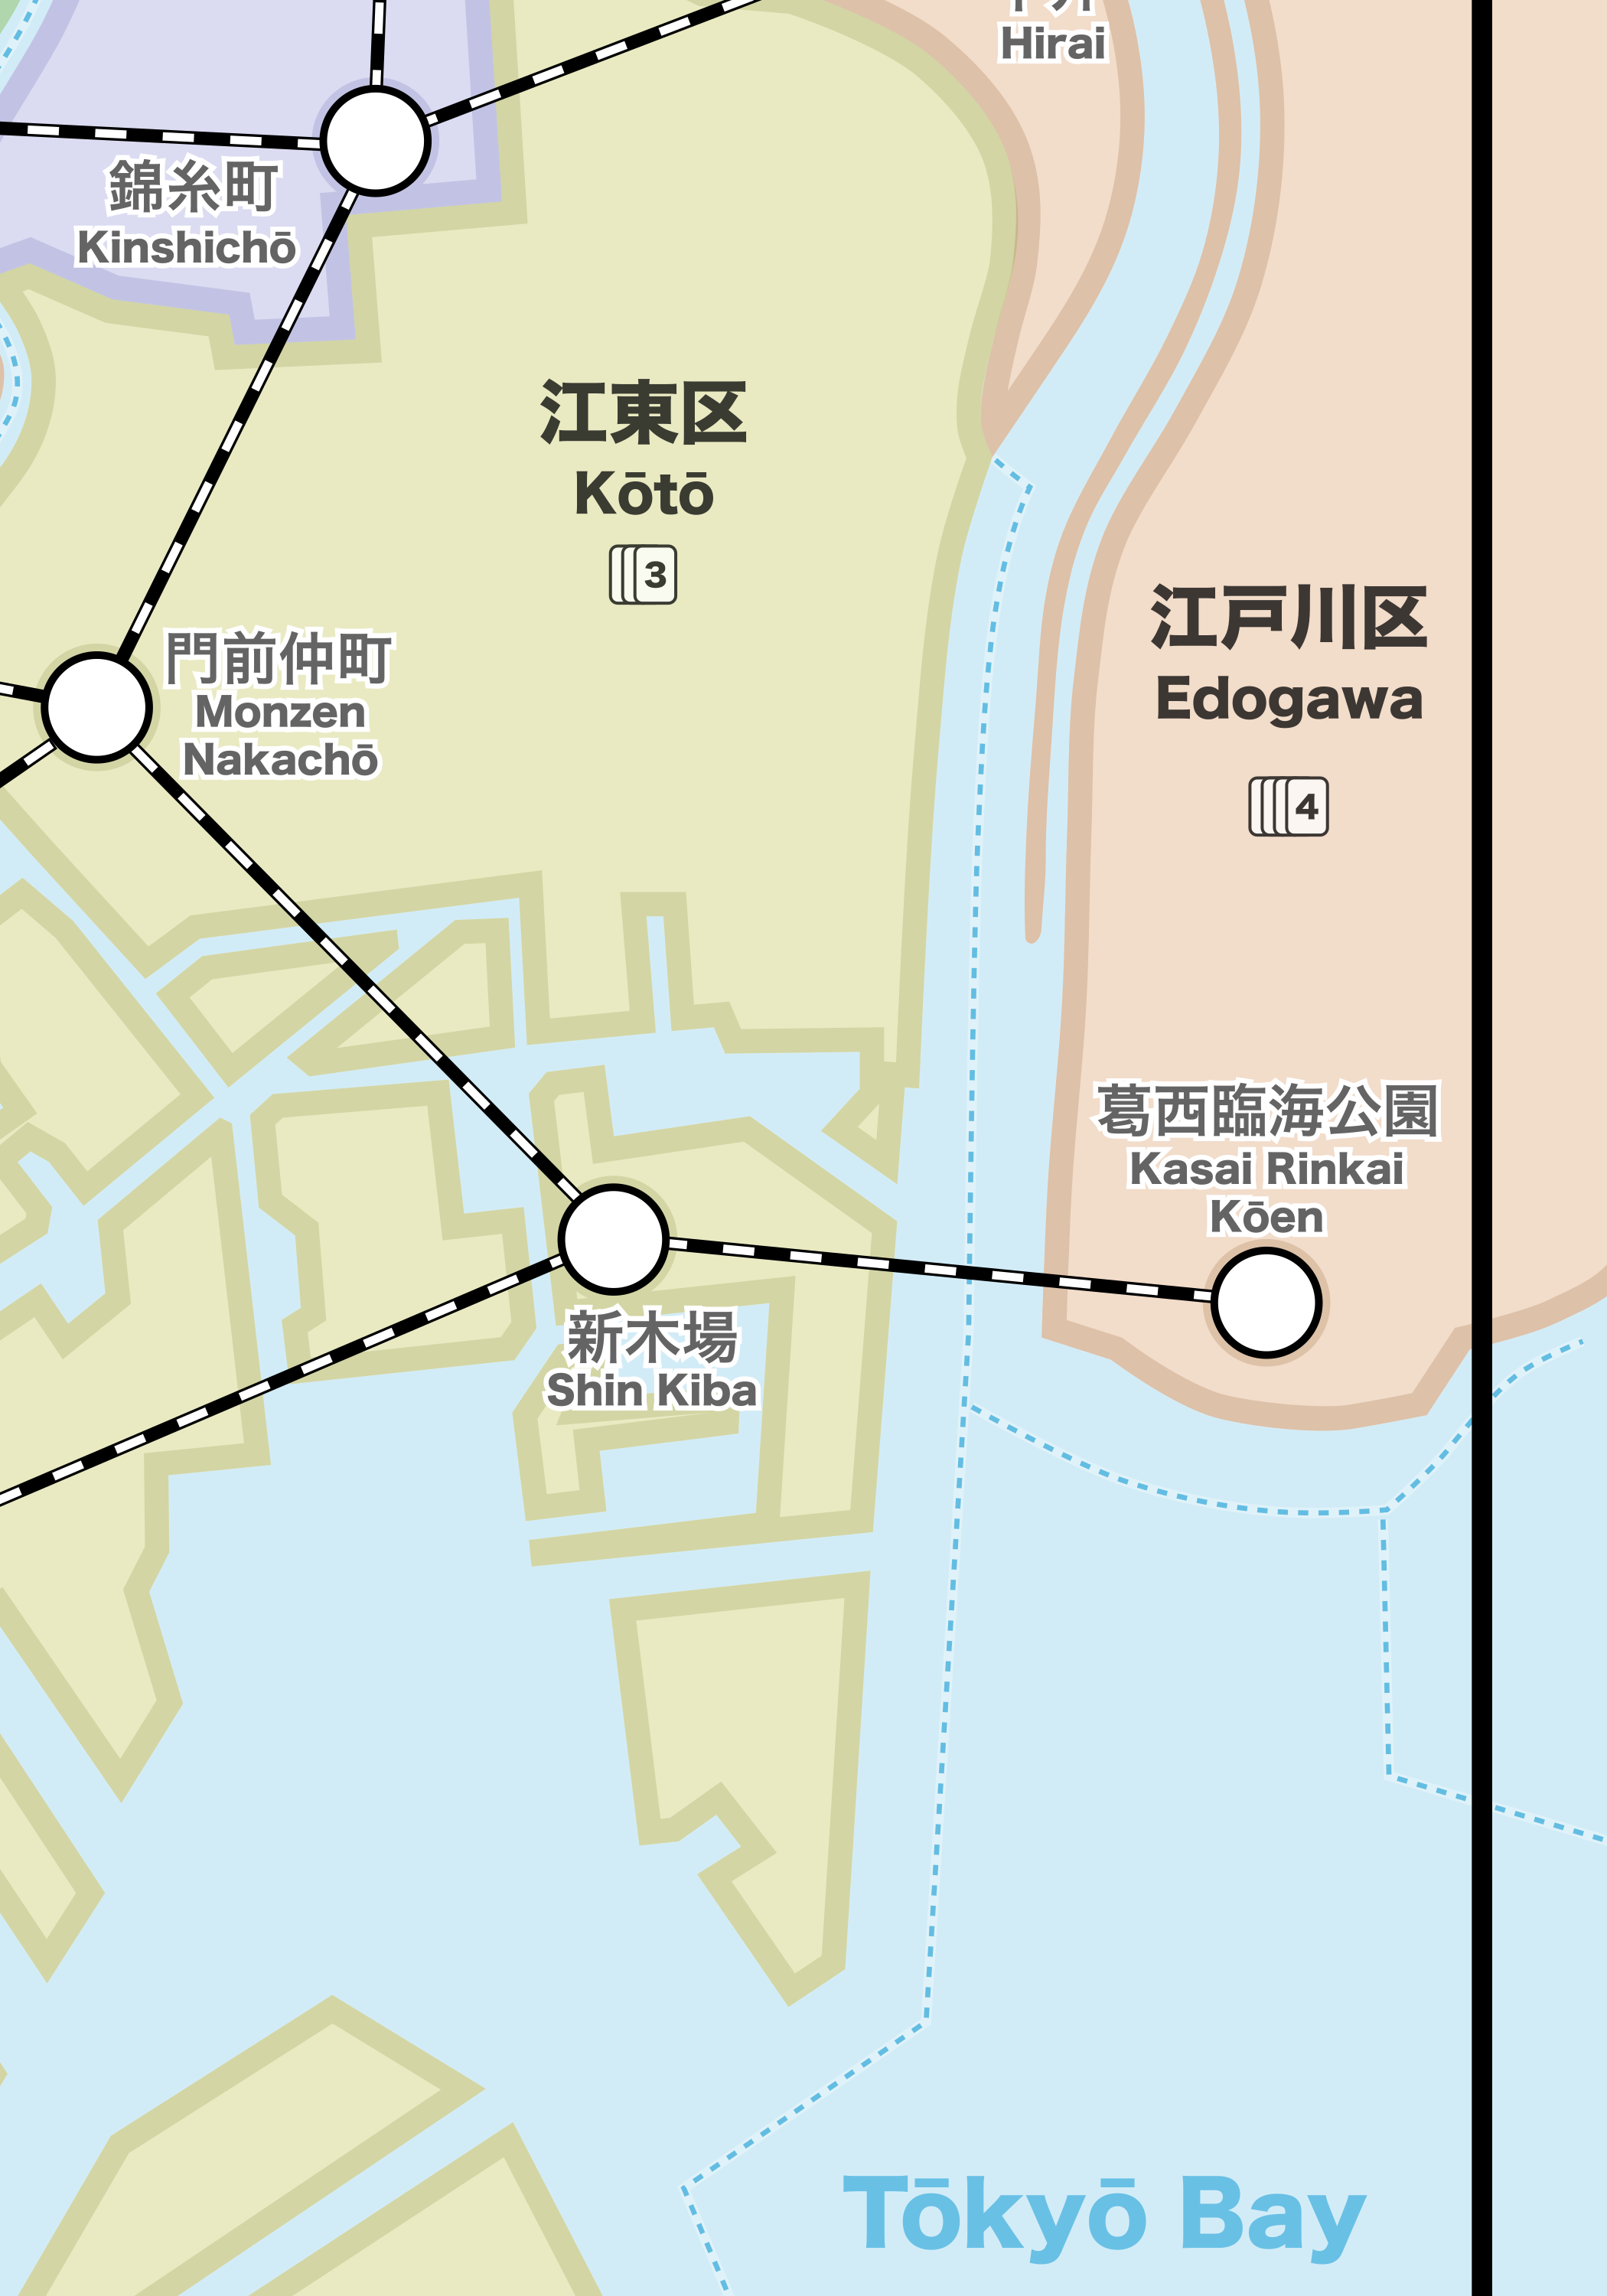 Hirai
錦糸町
Kinshichō
江東区
Kōtō
3
門前仲町
Monzen
Nakachō
江戸川区
Edogawa
4
葛西臨海公園
Kasai Rinkai
Kōen
新木場
Shin Kiba
Tōkyō Bay